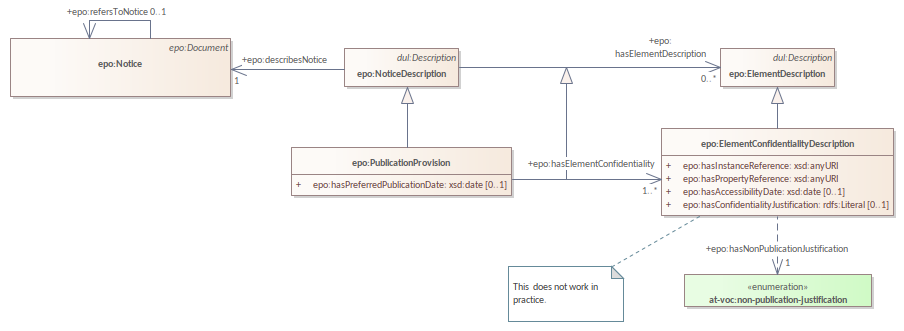 +epo:refersToNotice 0..1
epo:Document
epo:Notice
+epo:describesNotice
1
dul:Description
epo:NoticeDescription
+epo:
hasElementDescription
0..*
dul:Description
epo:ElementDescription
epo:PublicationProvision
+ epo:hasPreferredPublicationDate: xsd:date [0..1]
+epo:hasElementConfidentiality
1..*
epo:ElementConfidentialityDescription
+ epo:hasInstanceReference: xsd:anyURI
+ epo:hasPropertyReference: xsd:anyURI
+ epo:hasAccessibilityDate: xsd:date [0..1]
+ epo:hasConfidentialityJustification: rdfs:Literal [0..1]
+epo:hasNonPublicationJustification
1
This does not work in
practice.
«enumeration»
at-voc:non-publication-justification